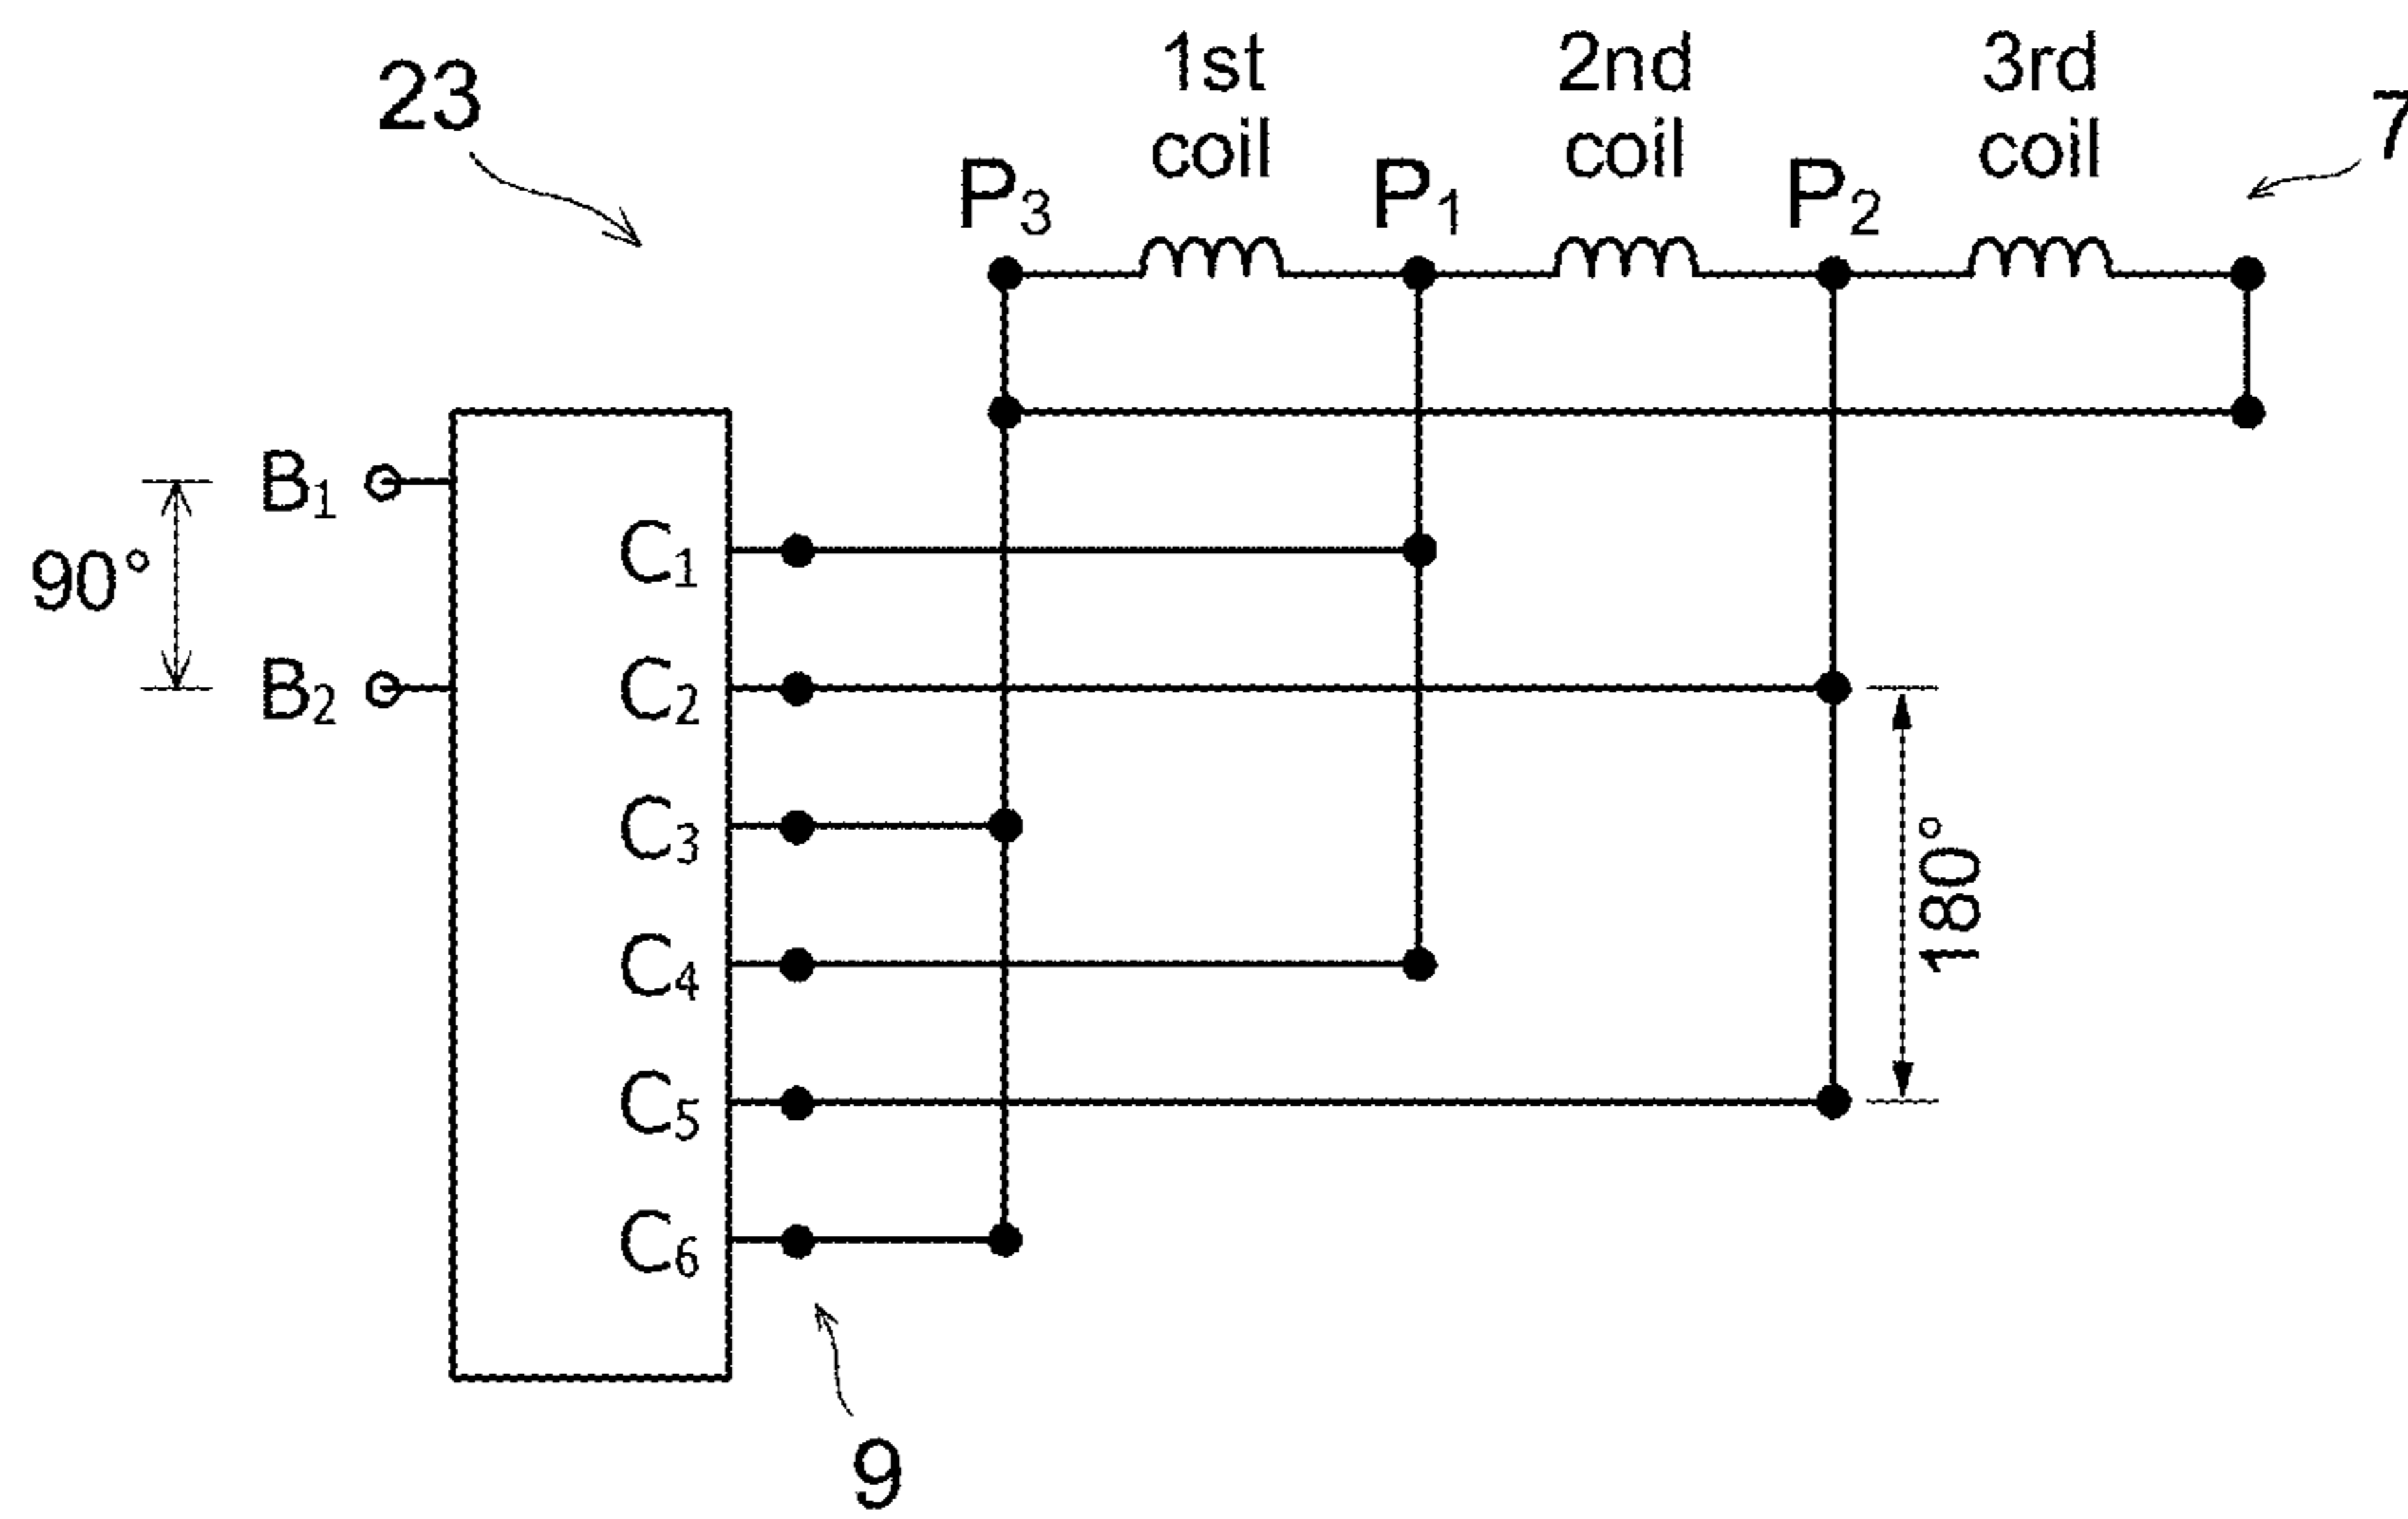 23
1st
coil
2nd
coil
3rd
coil
7
P₃
P₁
P₂
B₁
90°
B₂
C₁
C₂
C₃
C₄
C₅
C₆
180°
9